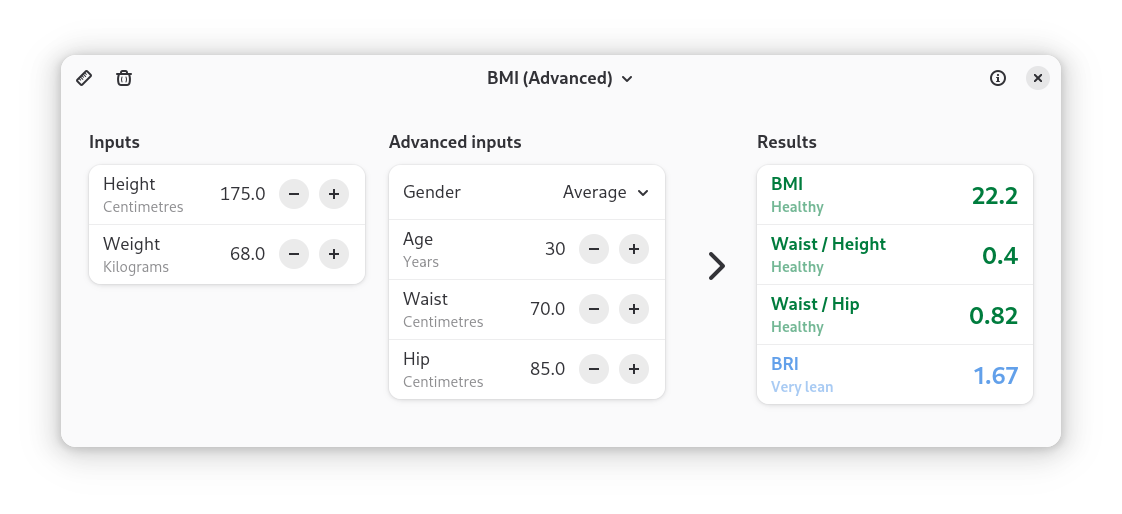 BMI (Advanced)
Inputs
Height
Centimetres
175.0
Weight
Kilograms
68.0
Advanced inputs
Gender
Average
Age
Years
30
Waist
Centimetres
70.0
Hip
Centimetres
85.0
Results
BMI
Healthy
22.2
Waist / Height
Healthy
0.4
Waist / Hip
Healthy
0.82
BRI
Very lean
1.67